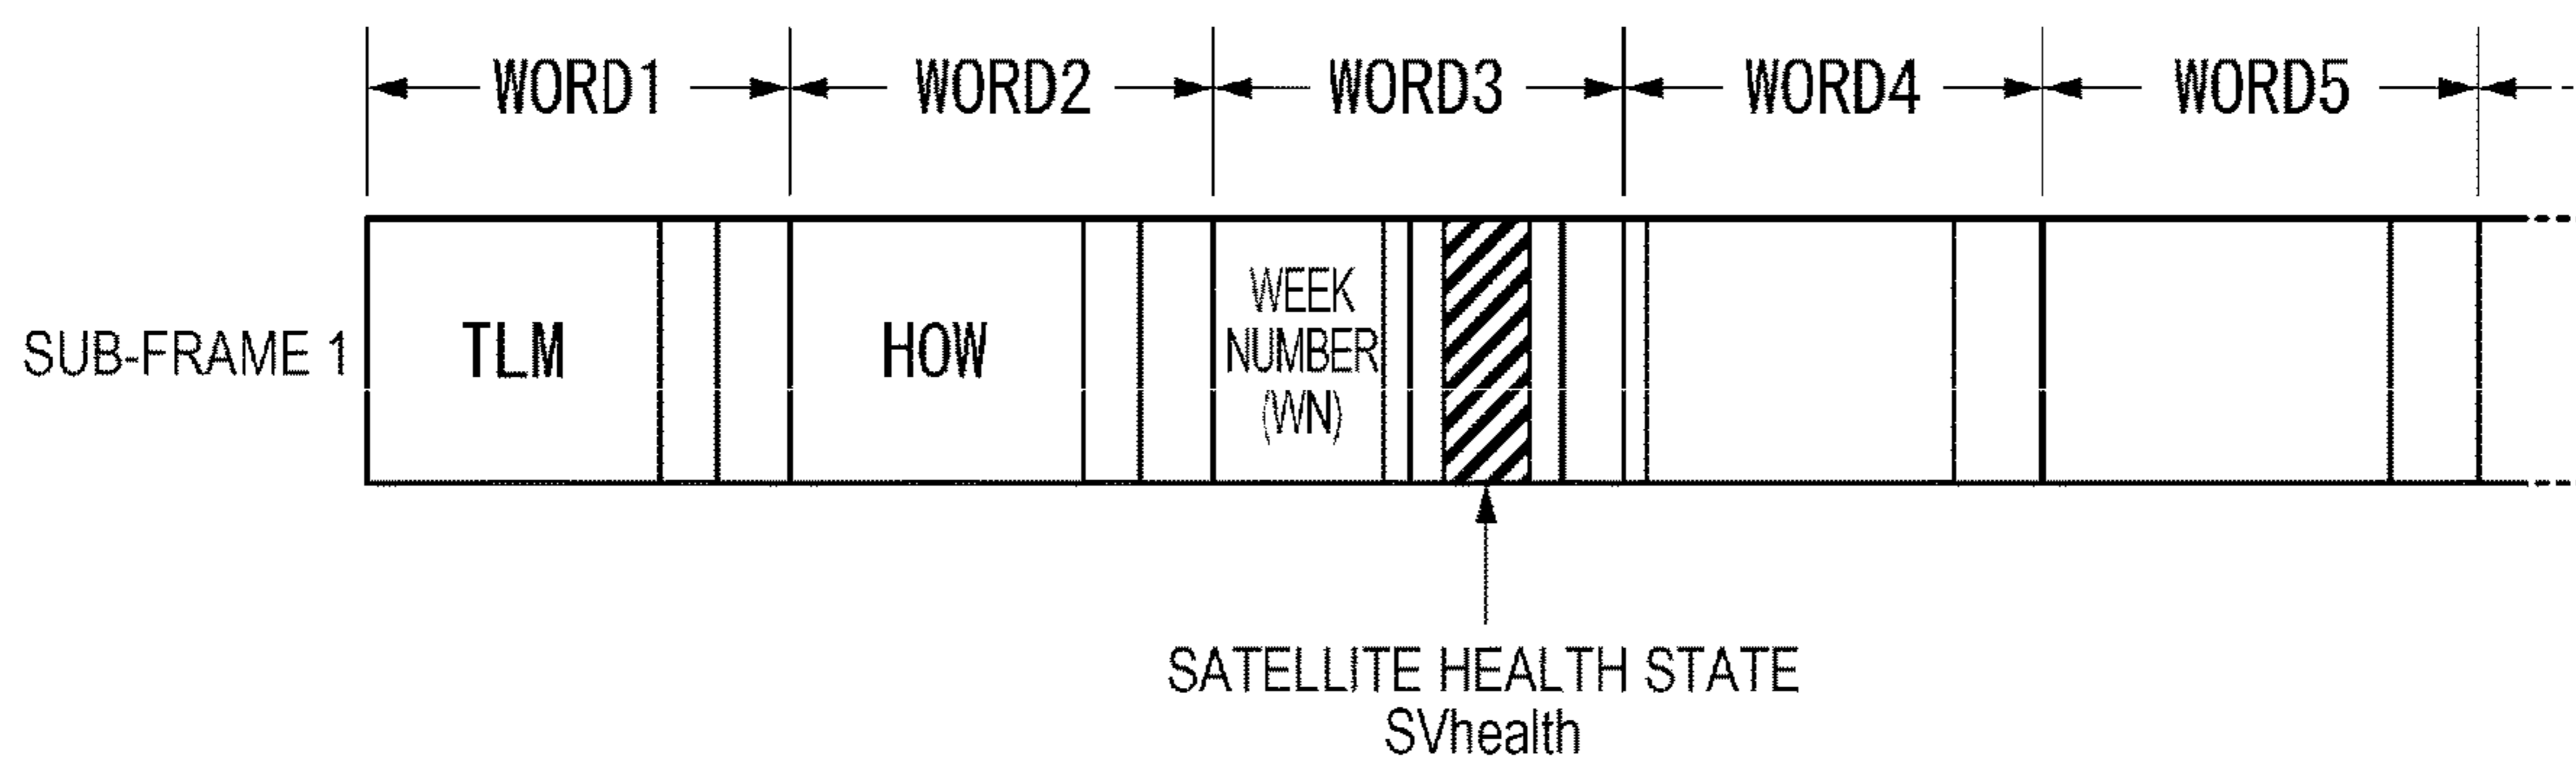 WORD1 WORD2 WORD3 WORD4 WORD5
SUB-FRAME 1
TLM
HOW
WEEK
NUMBER
(WN)
SATELLITE HEALTH STATE
SVhealth